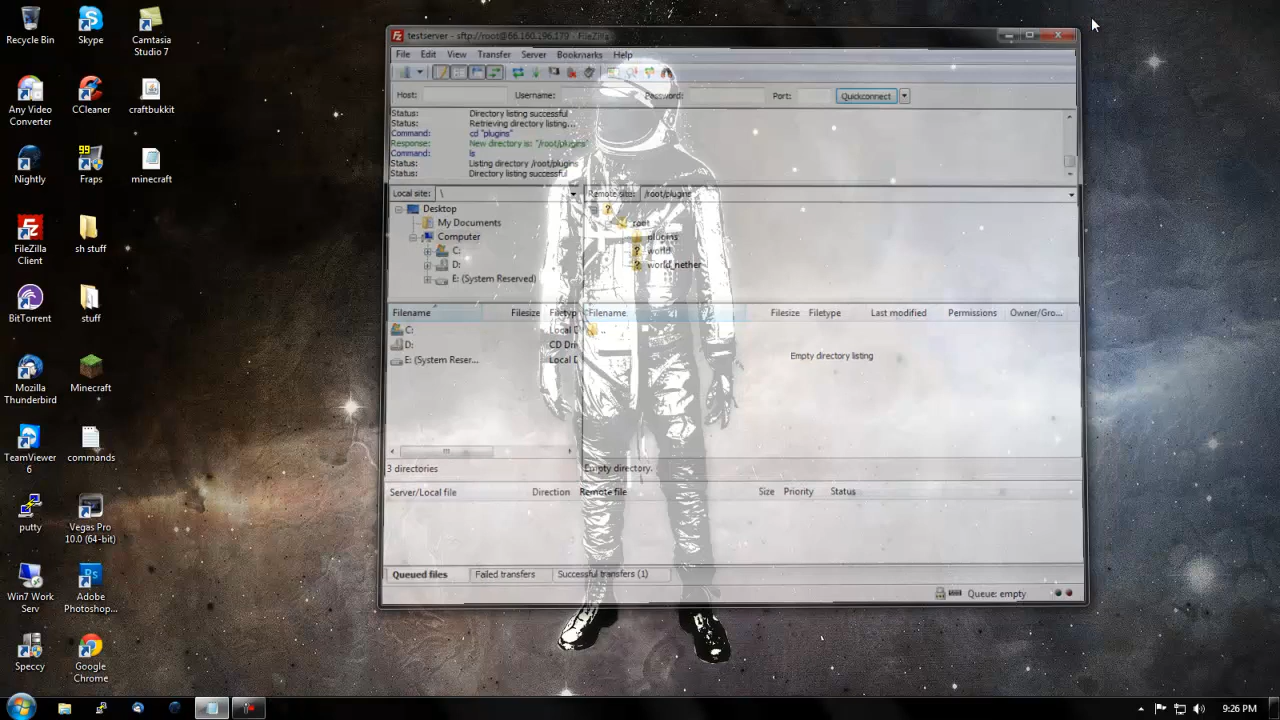 testserver - sftp://root@66.160.196.179 - FileZilla
File Edit View Transfer Server Bookmarks Help
Host: Username: Password: Port: Quickconnect
Status: Directory listing successful
Status: Retrieving directory listing...
Command: cd "plugins"
Response: New directory is: "/root/plugins"
Command: ls
Status: Listing directory /root/plugins
Status: Directory listing successful
Local site: \
Remote site: /root/plugins
Desktop
My Documents
Computer
C:
D:
E: (System Reserved)
?
root
plugins
? world
? world_nether
Filename Filesize Filetyp
C: Local D
D: CD Driv
E: (System Reser... Local D
3 directories
Filename Filesize Filetype Last modified Permissions Owner/Gro...
..
Empty directory listing
Empty directory.
Server/Local file Direction Remote file Size Priority Status
Queued files Failed transfers Successful transfers (1)
Queue: empty
Recycle Bin
Skype
Camtasia
Studio 7
Any Video
Converter
CCleaner
craftbukkit
Nightly
99
Fraps
minecraft
FileZilla
Client
sh stuff
BitTorrent
stuff
Mozilla
Thunderbird
Minecraft
TeamViewer
6
commands
putty
Vegas Pro
10.0 (64-bit)
Win7 Work
Serv
Ps
Adobe
Photoshop...
Speccy
Google
Chrome
9:26 PM